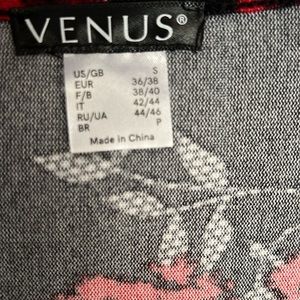 VENUS®
US/GB S
EUR 36/38
F/B 38/40
IT 42/44
RU/UA 44/46
BR P
Made in China